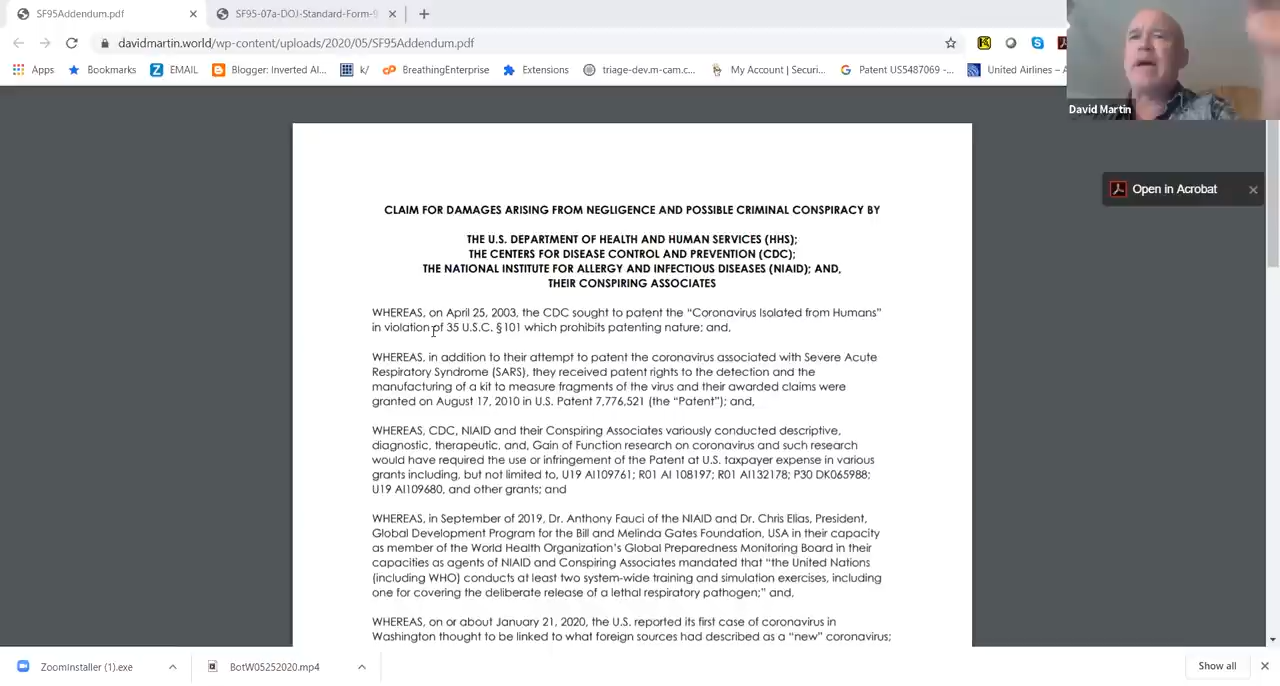 SF95Addendum.pdf
SF95-07a-DOJ-Standard-Form-9
davidmartin.world/wp-content/uploads/2020/05/SF95Addendum.pdf
Apps Bookmarks EMAIL Blogger: Inverted Al... k/ BreathingEnterprise Extensions triage-dev.m-cam.c... My Account | Securi... Patent US5487069 -... United Airlines – A
David Martin
Open in Acrobat
CLAIM FOR DAMAGES ARISING FROM NEGLIGENCE AND POSSIBLE CRIMINAL CONSPIRACY BY
THE U.S. DEPARTMENT OF HEALTH AND HUMAN SERVICES (HHS);
THE CENTERS FOR DISEASE CONTROL AND PREVENTION (CDC);
THE NATIONAL INSTITUTE FOR ALLERGY AND INFECTIOUS DISEASES (NIAID); AND,
THEIR CONSPIRING ASSOCIATES
WHEREAS, on April 25, 2003, the CDC sought to patent the “Coronavirus Isolated from Humans”
in violation of 35 U.S.C. §101 which prohibits patenting nature; and,
WHEREAS, in addition to their attempt to patent the coronavirus associated with Severe Acute
Respiratory Syndrome (SARS), they received patent rights to the detection and the
manufacturing of a kit to measure fragments of the virus and their awarded claims were
granted on August 17, 2010 in U.S. Patent 7,776,521 (the “Patent”); and,
WHEREAS, CDC, NIAID and their Conspiring Associates variously conducted descriptive,
diagnostic, therapeutic, and, Gain of Function research on coronavirus and such research
would have required the use or infringement of the Patent at U.S. taxpayer expense in various
grants including, but not limited to, U19 AI109761; R01 AI 108197; R01 AI132178; P30 DK065988;
U19 AI109680, and other grants; and
WHEREAS, in September of 2019, Dr. Anthony Fauci of the NIAID and Dr. Chris Elias, President,
Global Development Program for the Bill and Melinda Gates Foundation, USA in their capacity
as member of the World Health Organization’s Global Preparedness Monitoring Board in their
capacities as agents of NIAID and Conspiring Associates mandated that “the United Nations
(including WHO) conducts at least two system-wide training and simulation exercises, including
one for covering the deliberate release of a lethal respiratory pathogen;” and,
WHEREAS, on or about January 21, 2020, the U.S. reported its first case of coronavirus in
Washington thought to be linked to what foreign sources had described as a “new” coronavirus;
ZoomInstaller (1).exe
BotW05252020.mp4
Show all